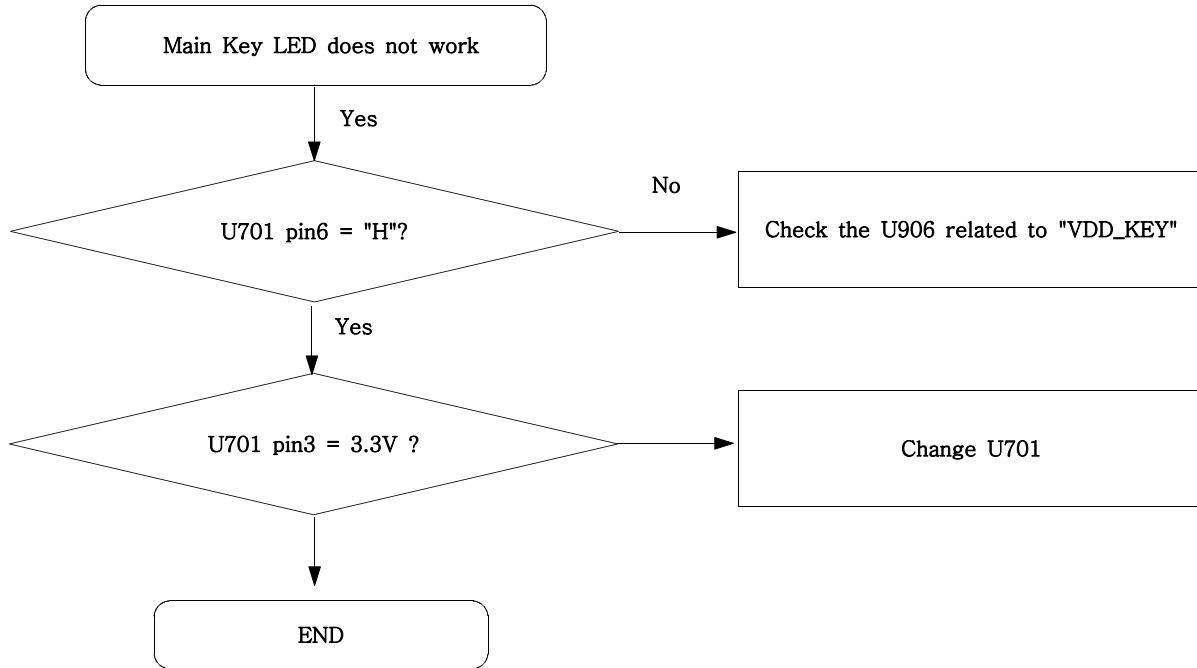 Main Key LED does not work
Yes
No
U701 pin6 = "H"?
Check the U906 related to "VDD_KEY"
Yes
U701 pin3 = 3.3V ?
Change U701
END